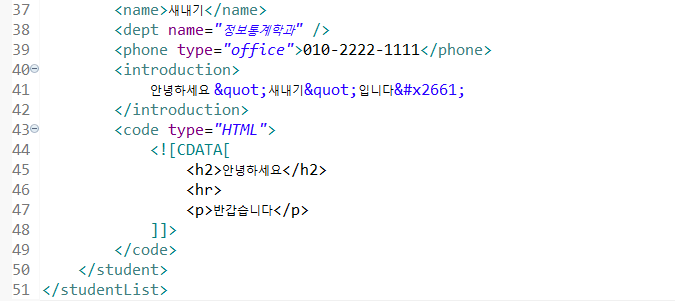 37 <name>새내기</name>
38 <dept name="정보통계학과" />
39 <phone type="office">010-2222-1111</phone>
40 <introduction>
41 안녕하세요 &quot;새내기&quot;입니다&#x2661;
42 </introduction>
43 <code type="HTML">
44 <![CDATA[
45 <h2>안녕하세요</h2>
46 <hr>
47 <p>반갑습니다</p>
48 ]]>
49 </code>
50 </student>
51 </studentList>